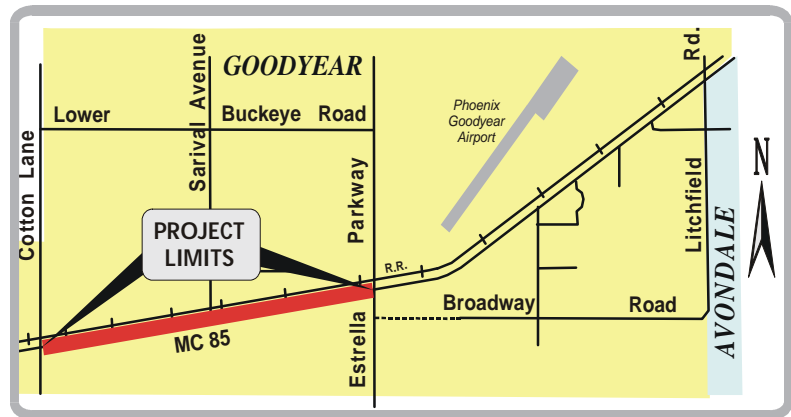 GOODYEAR
Rd.
Lower Buckeye Road
Sarival Avenue
Cotton Lane
Phoenix
Goodyear
Airport
N
Parkway
Litchfield
PROJECT
LIMITS
AVONDALE
R.R.
Broadway Road
MC 85
Estrella